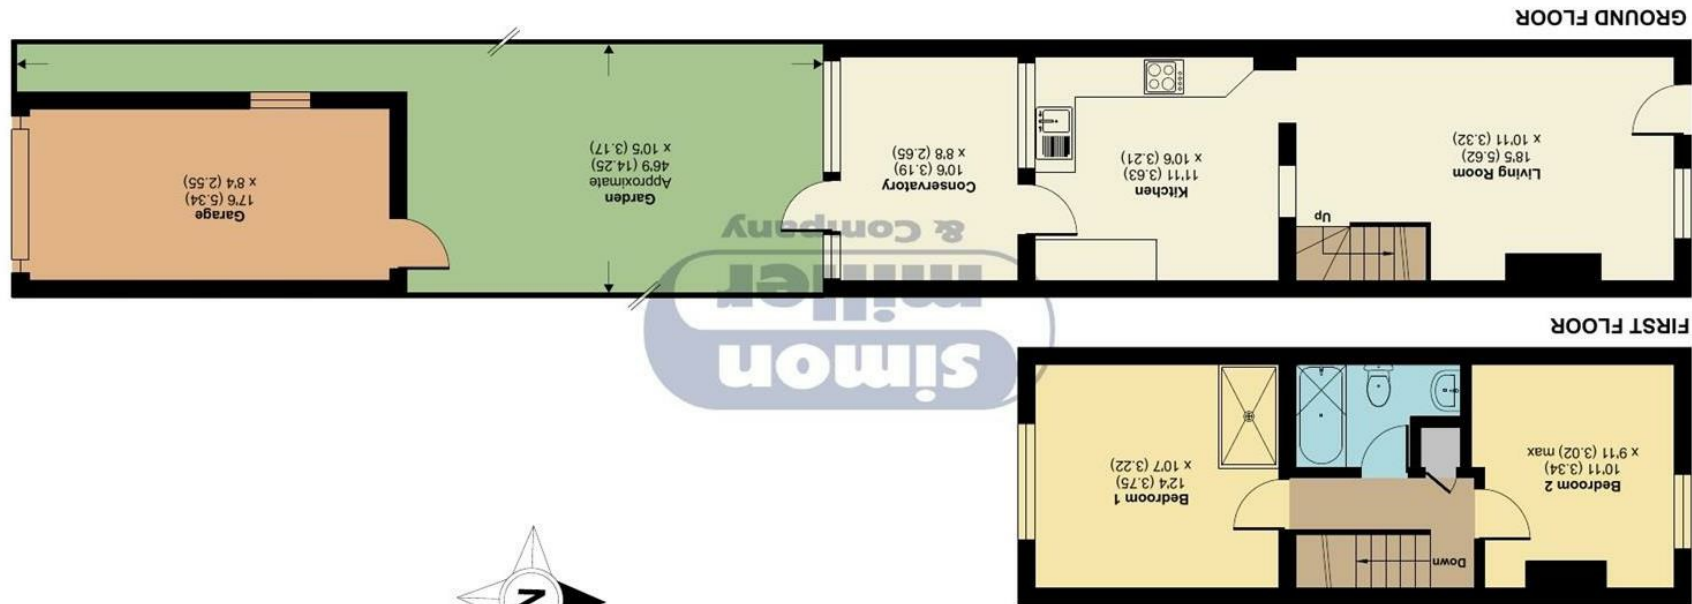 N
Down
Bedroom 2
10'11 (3.34)
x 9'11 (3.02) max
Bedroom 1
12'4 (3.75)
x 10'7 (3.22)
FIRST FLOOR
simon
miller
& Company
Up
Living Room
18'5 (5.62)
x 10'11 (3.32)
Kitchen
11'11 (3.63)
x 10'6 (3.21)
Conservatory
10'6 (3.19)
x 8'8 (2.65)
Garden
Approximate
46'9 (14.25)
x 10'5 (3.17)
Garage
17'6 (5.34)
x 8'4 (2.55)
GROUND FLOOR